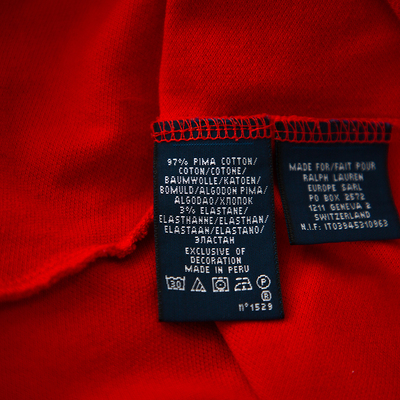 97% PIMA COTTON/
COTON/COTONE/
BAUMWOLLE/KATOEN/
BOMULD/ALGODON PIMA/
ALGODAO/ХЛОПОК
3% ELASTANE/
ELASTHANNE/ELASTHAN/
ELASTAAN/ELASTANO/
ЭЛАСТАН
EXCLUSIVE OF
DECORATION
MADE IN PERU
30 P
B
N°1529
MADE FOR/FAIT POUR
RALPH LAUREN
EUROPE SARL
PO BOX 2572
1211 GENEVA 2
SWITZERLAND
N.I.F: IT03945310963